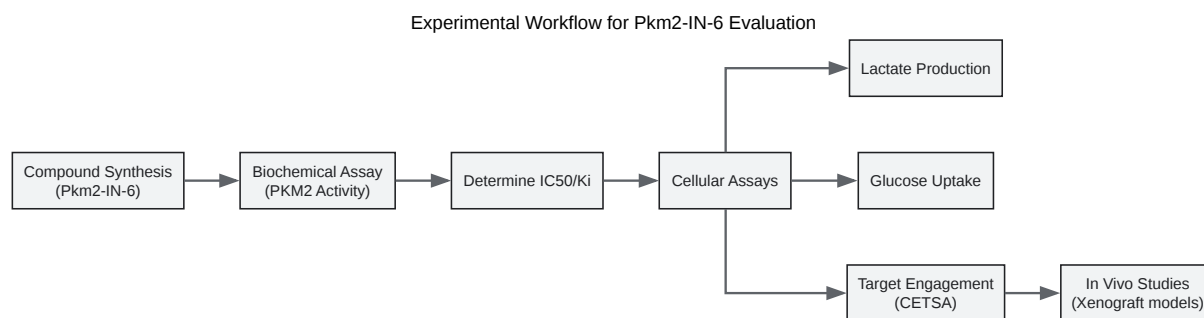 Experimental Workflow for Pkm2-IN-6 Evaluation
Lactate Production
Compound Synthesis
(Pkm2-IN-6)
Biochemical Assay
(PKM2 Activity)
Determine IC50/Ki
Cellular Assays
Glucose Uptake
Target Engagement
(CETSA)
In Vivo Studies
(Xenograft models)